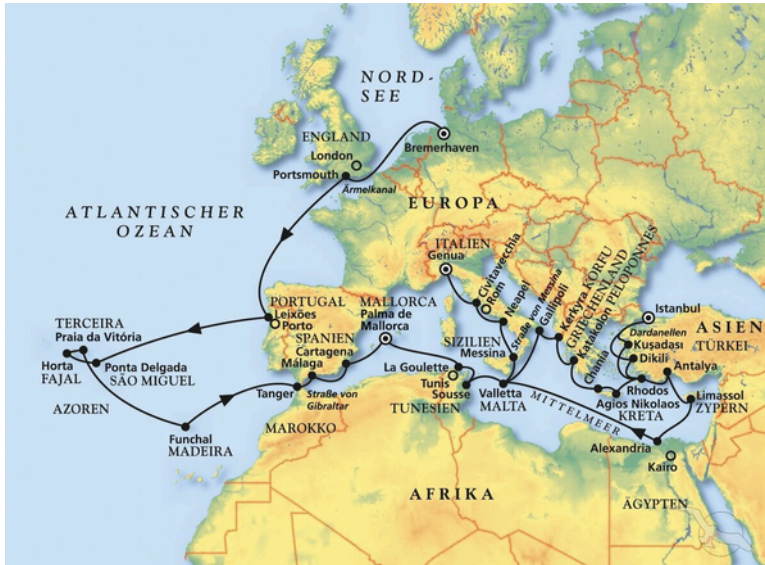 NORD-
SEE
ENGLAND
London
Portsmouth
Ärmelkanal
Bremerhaven
ATLANTISCHER
OZEAN
EUROPA
ITALIEN
Genua
Civitavecchia
Rom
Neapel
Straße von Messina
Gallipoli
Kerkyra KORFU
GRIECHENLAND
Katákolon PELOPONNES
Chania
PORTUGAL
Leixões
Porto
MALLORCA
Palma de
Mallorca
SPANIEN
Cartagena
Málaga
Istanbul
Dardanellen
ASIEN
TÜRKEI
Kuşadası
Dikili
Antalya
TERCEIRA
Praia da Vitória
Horta
FAJAL
Ponta Delgada
SÃO MIGUEL
AZOREN
SIZILIEN
Messina
La Goulette
Tunis
Sousse
TUNESIEN
Tanger
Straße von
Gibraltar
Valletta
MALTA
MITTELMEER
Rhodos
Agios Nikolaos
KRETA
Limassol
ZYPERN
MAROKKO
Funchal
MADEIRA
Alexandria
Kairo
AFRIKA
ÄGYPTEN